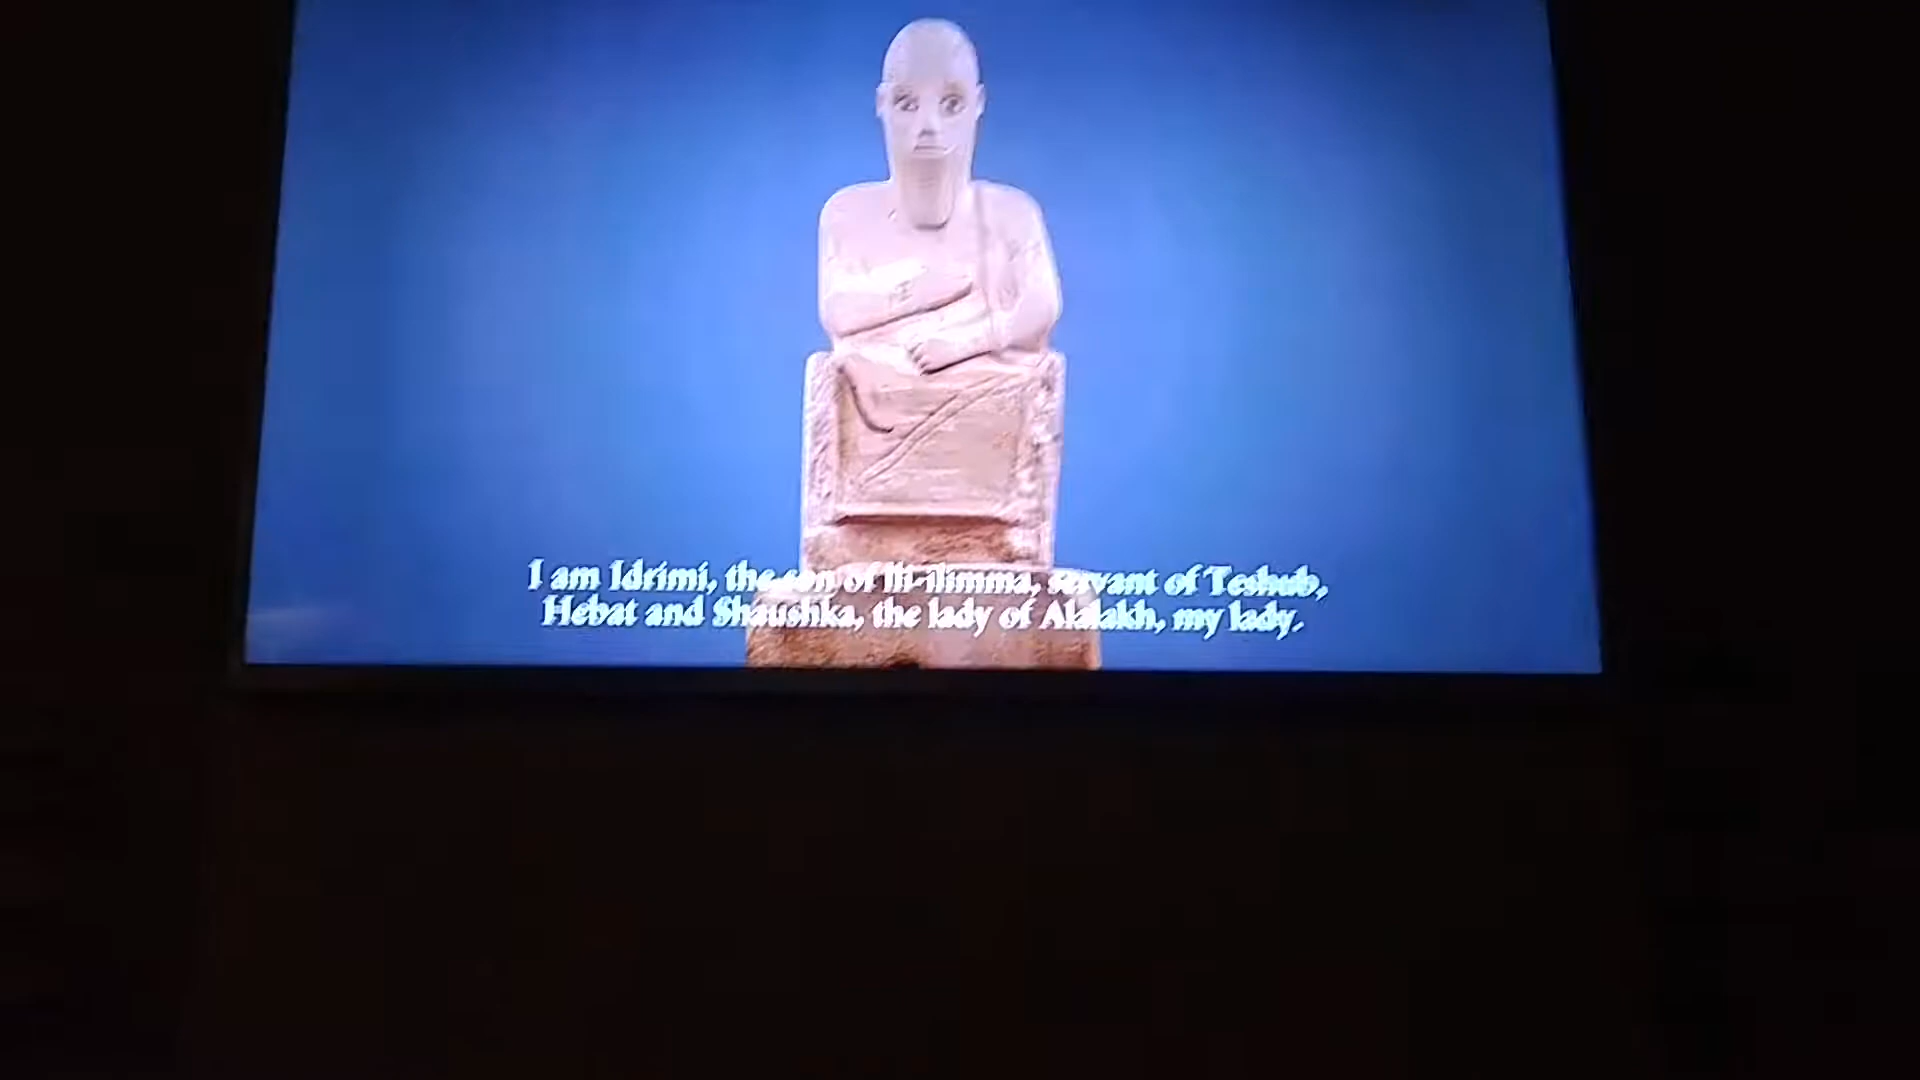 I am Idrimi, the son of Ili-ilimma, servant of Teshub,
Hebat and Shaushka, the lady of Alalakh, my lady.